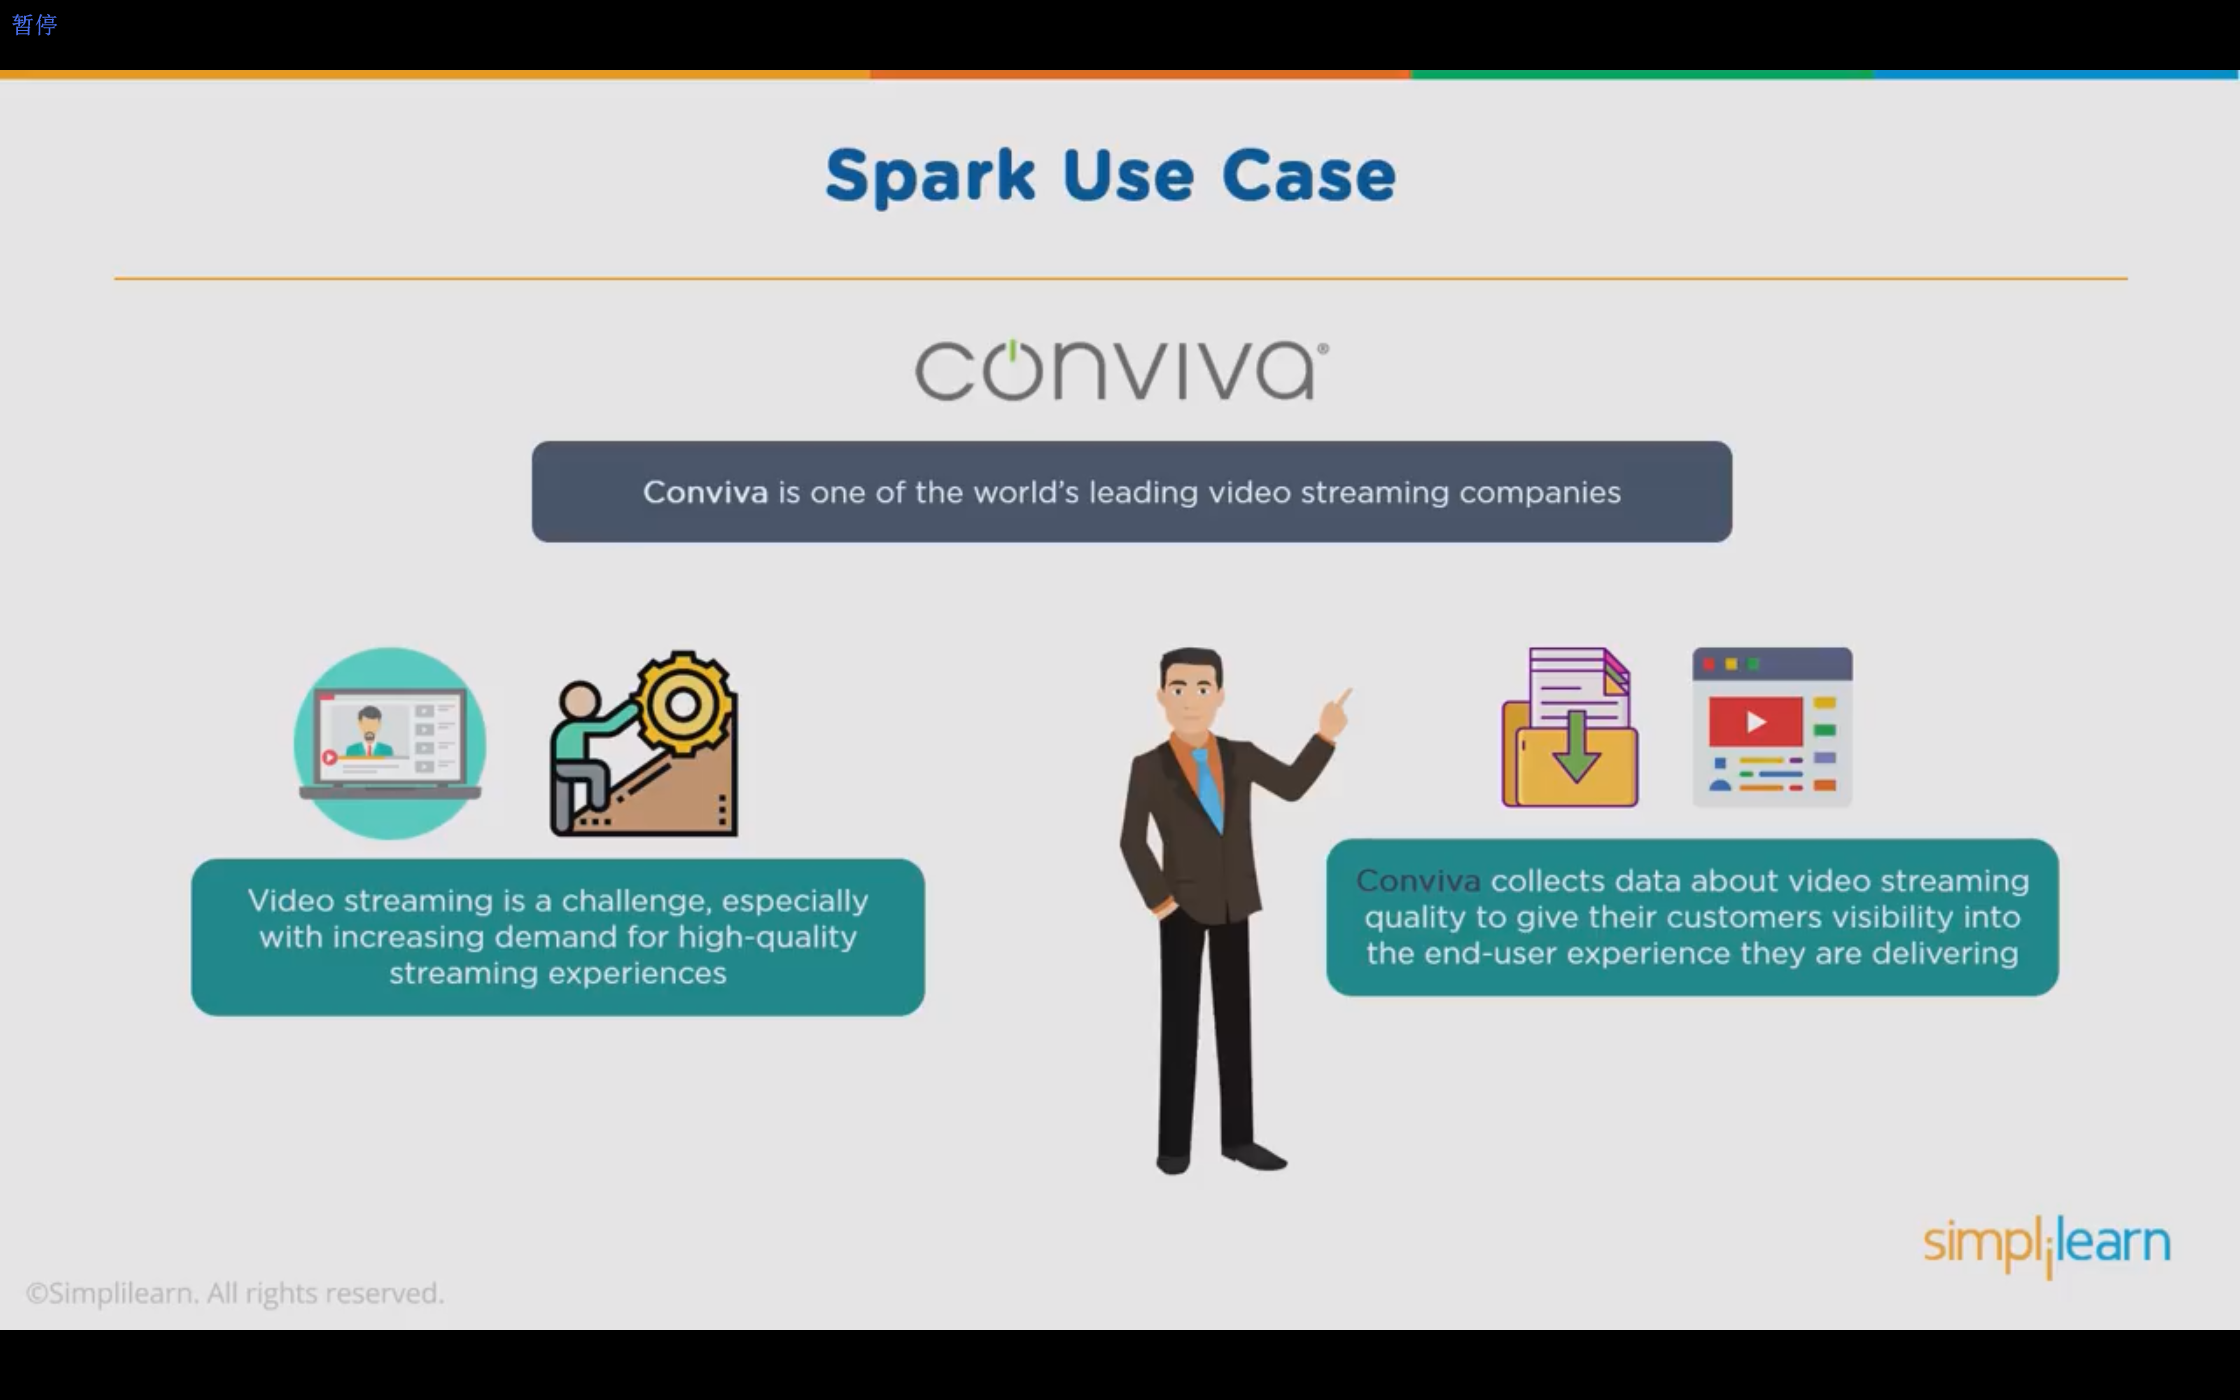 暂停
Spark Use Case
conviva®
Conviva is one of the world's leading video streaming companies
Video streaming is a challenge, especially
with increasing demand for high-quality
streaming experiences
Conviva collects data about video streaming
quality to give their customers visibility into
the end-user experience they are delivering
simplilearn
©Simplilearn. All rights reserved.